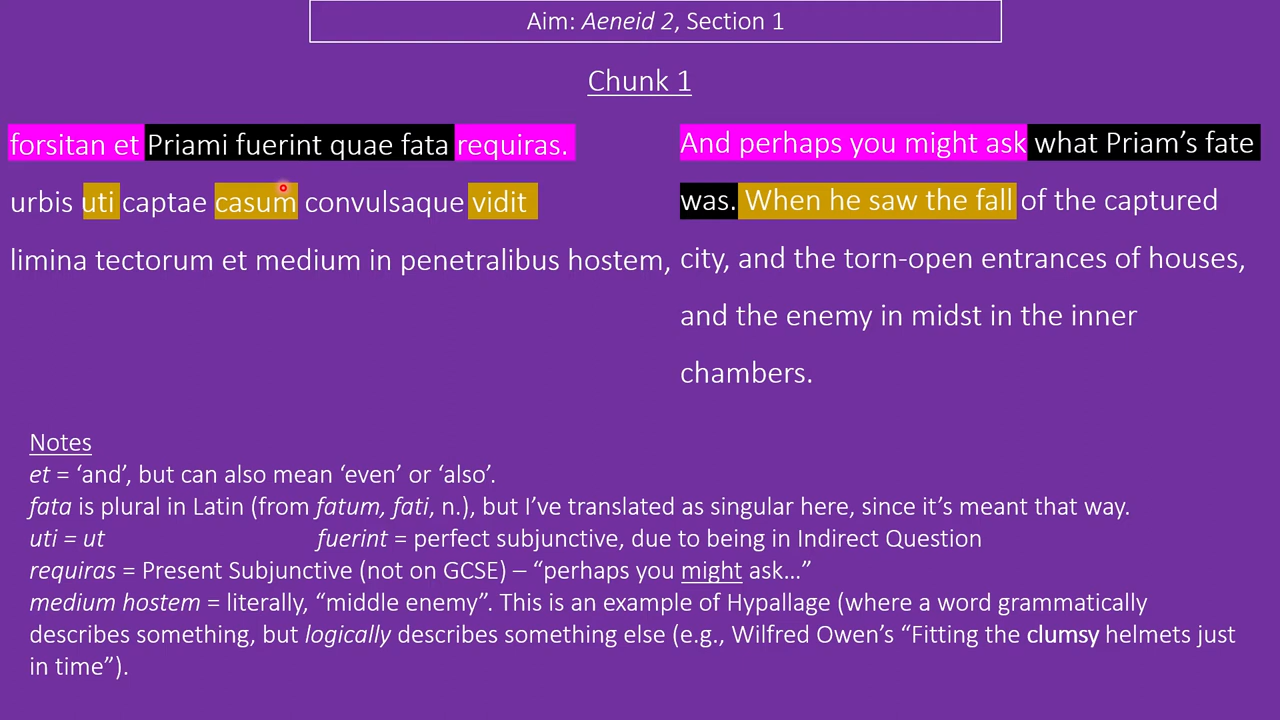 Aim: Aeneid 2, Section 1
Chunk 1
forsitan et Priami fuerint quae fata requiras.
urbis uti captae casum convulsaque vidit
limina tectorum et medium in penetralibus hostem,
And perhaps you might ask what Priam’s fate
was. When he saw the fall of the captured
city, and the torn-open entrances of houses,
and the enemy in midst in the inner
chambers.
Notes
et = ‘and’, but can also mean ‘even’ or ‘also’.
fata is plural in Latin (from fatum, fati, n.), but I’ve translated as singular here, since it’s meant that way.
uti = ut fuerint = perfect subjunctive, due to being in Indirect Question
requiras = Present Subjunctive (not on GCSE) – “perhaps you might ask…”
medium hostem = literally, “middle enemy”. This is an example of Hypallage (where a word grammatically
describes something, but logically describes something else (e.g., Wilfred Owen’s “Fitting the clumsy helmets just
in time”).